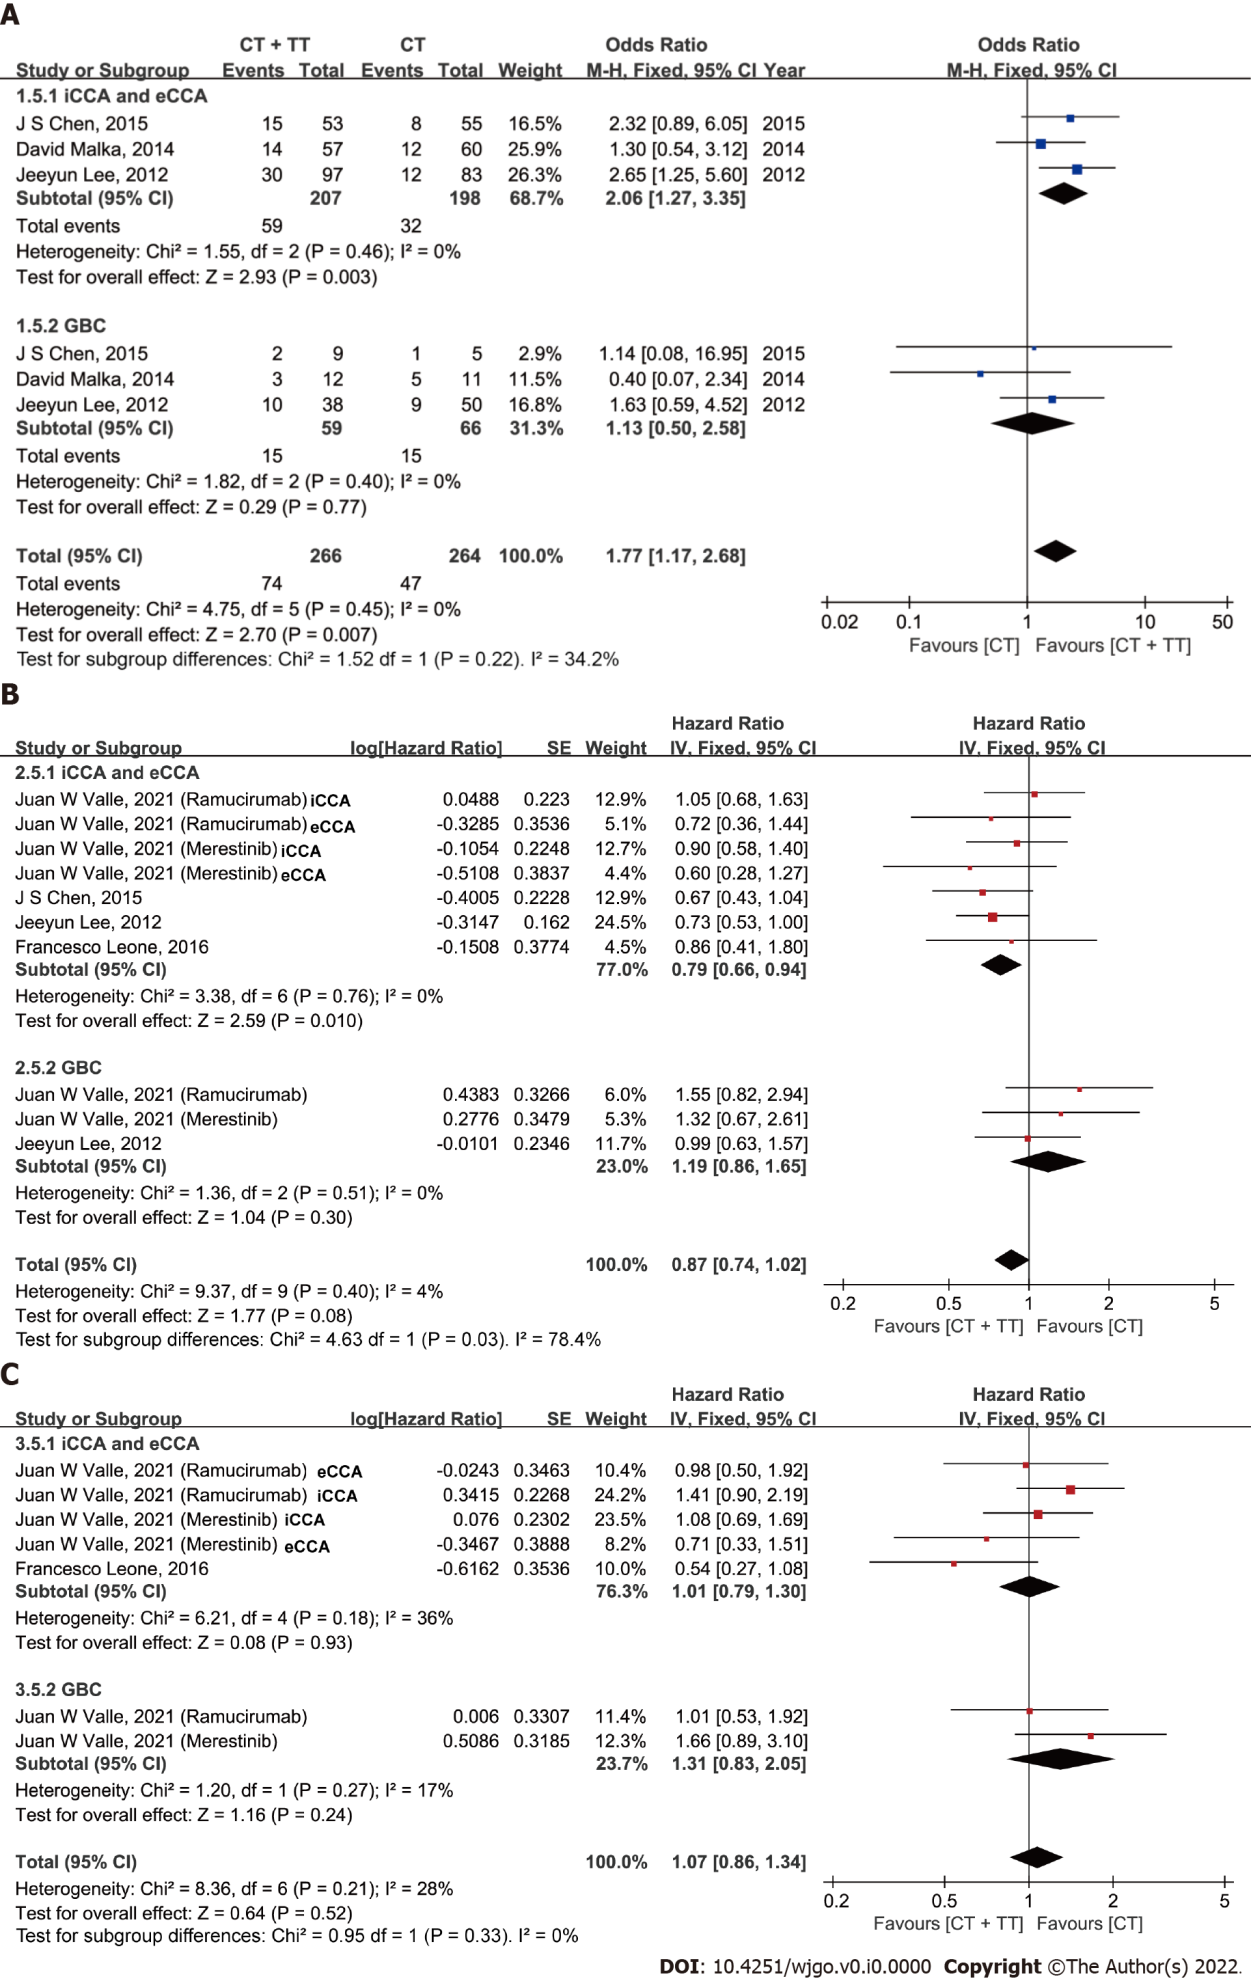 A
CT + TT CT Odds Ratio Odds Ratio
Study or Subgroup Events Total Events Total Weight M-H, Fixed, 95% CI Year M-H, Fixed, 95% CI
1.5.1 iCCA and eCCA
J S Chen, 2015 15 53 8 55 16.5% 2.32 [0.89, 6.05] 2015
David Malka, 2014 14 57 12 60 25.9% 1.30 [0.54, 3.12] 2014
Jeeyun Lee, 2012 30 97 12 83 26.3% 2.65 [1.25, 5.60] 2012
Subtotal (95% CI) 207 198 68.7% 2.06 [1.27, 3.35]
Total events 59 32
Heterogeneity: Chi² = 1.55, df = 2 (P = 0.46); I² = 0%
Test for overall effect: Z = 2.93 (P = 0.003)
1.5.2 GBC
J S Chen, 2015 2 9 1 5 2.9% 1.14 [0.08, 16.95] 2015
David Malka, 2014 3 12 5 11 11.5% 0.40 [0.07, 2.34] 2014
Jeeyun Lee, 2012 10 38 9 50 16.8% 1.63 [0.59, 4.52] 2012
Subtotal (95% CI) 59 66 31.3% 1.13 [0.50, 2.58]
Total events 15 15
Heterogeneity: Chi² = 1.82, df = 2 (P = 0.40); I² = 0%
Test for overall effect: Z = 0.29 (P = 0.77)
Total (95% CI) 266 264 100.0% 1.77 [1.17, 2.68]
Total events 74 47
Heterogeneity: Chi² = 4.75, df = 5 (P = 0.45); I² = 0%
Test for overall effect: Z = 2.70 (P = 0.007)
Test for subgroup differences: Chi² = 1.52 df = 1 (P = 0.22). I² = 34.2%
0.02 0.1 1 10 50
Favours [CT] Favours [CT + TT]
B
Hazard Ratio Hazard Ratio
Study or Subgroup log[Hazard Ratio] SE Weight IV, Fixed, 95% CI IV, Fixed, 95% CI
2.5.1 iCCA and eCCA
Juan W Valle, 2021 (Ramucirumab) iCCA 0.0488 0.223 12.9% 1.05 [0.68, 1.63]
Juan W Valle, 2021 (Ramucirumab) eCCA -0.3285 0.3536 5.1% 0.72 [0.36, 1.44]
Juan W Valle, 2021 (Merestinib) iCCA -0.1054 0.2248 12.7% 0.90 [0.58, 1.40]
Juan W Valle, 2021 (Merestinib) eCCA -0.5108 0.3837 4.4% 0.60 [0.28, 1.27]
J S Chen, 2015 -0.4005 0.2228 12.9% 0.67 [0.43, 1.04]
Jeeyun Lee, 2012 -0.3147 0.162 24.5% 0.73 [0.53, 1.00]
Francesco Leone, 2016 -0.1508 0.3774 4.5% 0.86 [0.41, 1.80]
Subtotal (95% CI) 77.0% 0.79 [0.66, 0.94]
Heterogeneity: Chi² = 3.38, df = 6 (P = 0.76); I² = 0%
Test for overall effect: Z = 2.59 (P = 0.010)
2.5.2 GBC
Juan W Valle, 2021 (Ramucirumab) 0.4383 0.3266 6.0% 1.55 [0.82, 2.94]
Juan W Valle, 2021 (Merestinib) 0.2776 0.3479 5.3% 1.32 [0.67, 2.61]
Jeeyun Lee, 2012 -0.0101 0.2346 11.7% 0.99 [0.63, 1.57]
Subtotal (95% CI) 23.0% 1.19 [0.86, 1.65]
Heterogeneity: Chi² = 1.36, df = 2 (P = 0.51); I² = 0%
Test for overall effect: Z = 1.04 (P = 0.30)
Total (95% CI) 100.0% 0.87 [0.74, 1.02]
Heterogeneity: Chi² = 9.37, df = 9 (P = 0.40); I² = 4%
Test for overall effect: Z = 1.77 (P = 0.08)
Test for subgroup differences: Chi² = 4.63 df = 1 (P = 0.03). I² = 78.4%
0.2 0.5 1 2 5
Favours [CT + TT] Favours [CT]
C
Hazard Ratio Hazard Ratio
Study or Subgroup log[Hazard Ratio] SE Weight IV, Fixed, 95% CI IV, Fixed, 95% CI
3.5.1 iCCA and eCCA
Juan W Valle, 2021 (Ramucirumab) eCCA -0.0243 0.3463 10.4% 0.98 [0.50, 1.92]
Juan W Valle, 2021 (Ramucirumab) iCCA 0.3415 0.2268 24.2% 1.41 [0.90, 2.19]
Juan W Valle, 2021 (Merestinib) iCCA 0.076 0.2302 23.5% 1.08 [0.69, 1.69]
Juan W Valle, 2021 (Merestinib) eCCA -0.3467 0.3888 8.2% 0.71 [0.33, 1.51]
Francesco Leone, 2016 -0.6162 0.3536 10.0% 0.54 [0.27, 1.08]
Subtotal (95% CI) 76.3% 1.01 [0.79, 1.30]
Heterogeneity: Chi² = 6.21, df = 4 (P = 0.18); I² = 36%
Test for overall effect: Z = 0.08 (P = 0.93)
3.5.2 GBC
Juan W Valle, 2021 (Ramucirumab) 0.006 0.3307 11.4% 1.01 [0.53, 1.92]
Juan W Valle, 2021 (Merestinib) 0.5086 0.3185 12.3% 1.66 [0.89, 3.10]
Subtotal (95% CI) 23.7% 1.31 [0.83, 2.05]
Heterogeneity: Chi² = 1.20, df = 1 (P = 0.27); I² = 17%
Test for overall effect: Z = 1.16 (P = 0.24)
Total (95% CI) 100.0% 1.07 [0.86, 1.34]
Heterogeneity: Chi² = 8.36, df = 6 (P = 0.21); I² = 28%
Test for overall effect: Z = 0.64 (P = 0.52)
Test for subgroup differences: Chi² = 0.95 df = 1 (P = 0.33). I² = 0%
0.2 0.5 1 2 5
Favours [CT + TT] Favours [CT]
DOI: 10.4251/wjgo.v0.i0.0000 Copyright ©The Author(s) 2022.